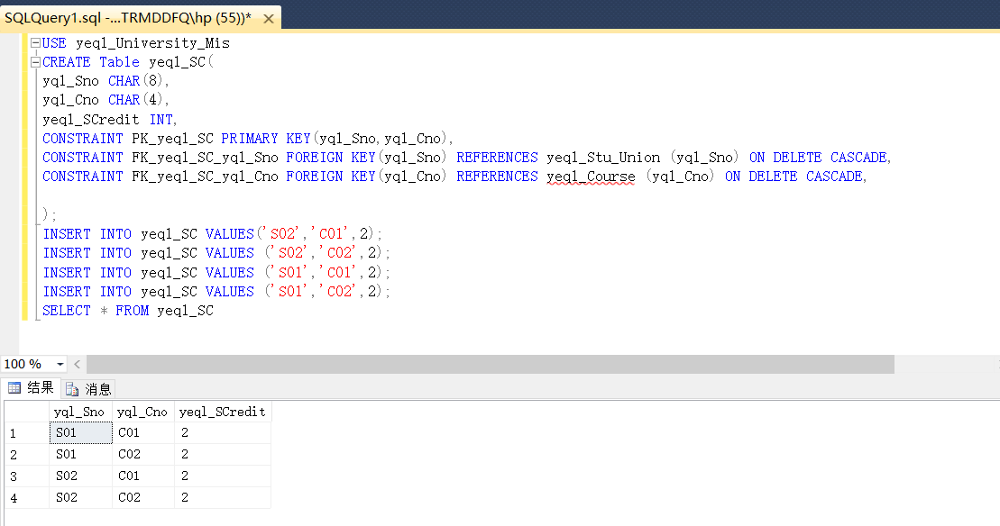 SQLQuery1.sql -...TRMDDFQ\hp (55))* ×
USE yeql_University_Mis
CREATE Table yeql_SC(
yql_Sno CHAR(8),
yql_Cno CHAR(4),
yeql_SCredit INT,
CONSTRAINT PK_yeql_SC PRIMARY KEY(yql_Sno,yql_Cno),
CONSTRAINT FK_yeql_SC_yql_Sno FOREIGN KEY(yql_Sno) REFERENCES yeql_Stu_Union (yql_Sno) ON DELETE CASCADE,
CONSTRAINT FK_yeql_SC_yql_Cno FOREIGN KEY(yql_Cno) REFERENCES yeql_Course (yql_Cno) ON DELETE CASCADE,
);
INSERT INTO yeql_SC VALUES('S02','C01',2);
INSERT INTO yeql_SC VALUES ('S02','C02',2);
INSERT INTO yeql_SC VALUES ('S01','C01',2);
INSERT INTO yeql_SC VALUES ('S01','C02',2);
SELECT * FROM yeql_SC
100 %
结果 消息
yql_Sno yql_Cno yeql_SCredit
1 S01 C01 2
2 S01 C02 2
3 S02 C01 2
4 S02 C02 2